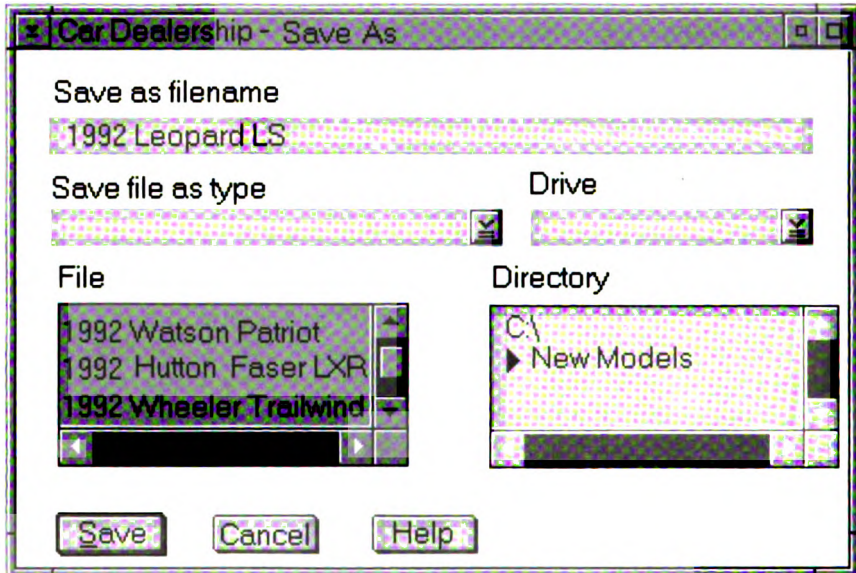 Car Dealership - Save As
Save as filename
1992 Leopard LS
Save file as type
Drive
File
Directory
1992 Watson Patriot
1992 Hutton Faser LXR
1992 Wheeler Trailwind
C:\
New Models
Save
Cancel
Help